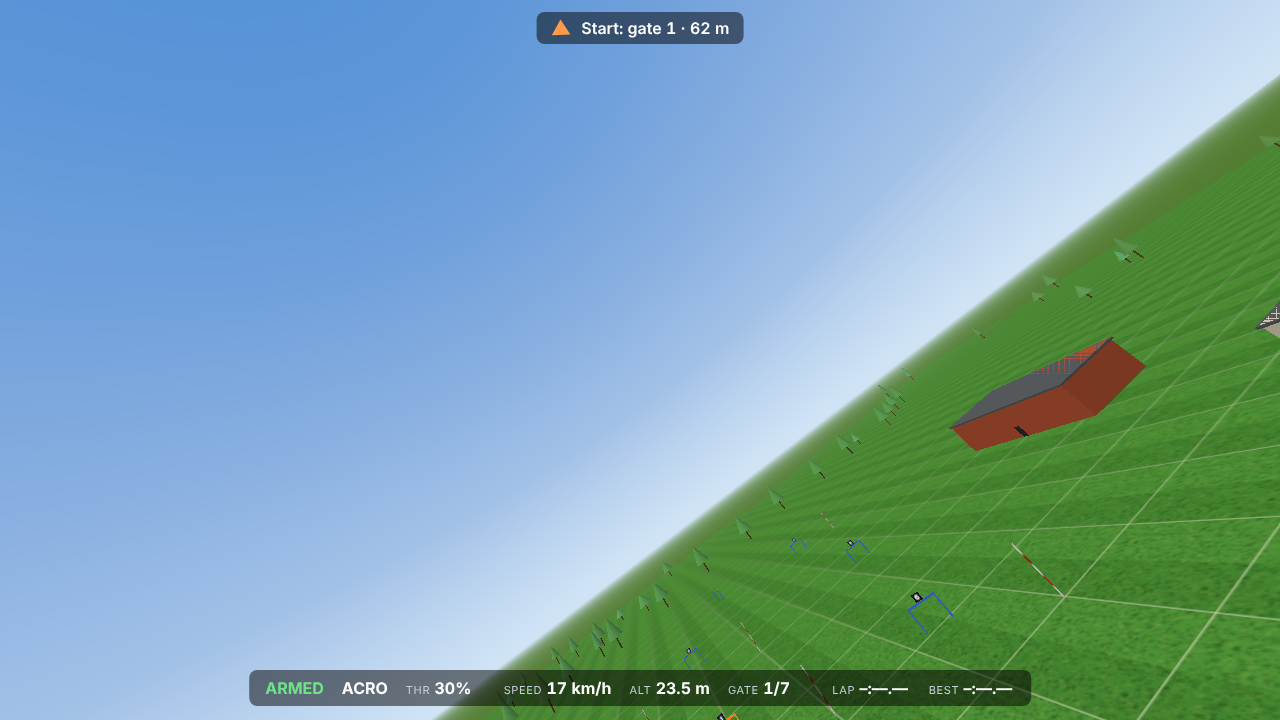 Start: gate 1 · 62 m
ARMED ACRO THR 30% SPEED 17 km/h ALT 23.5 m GATE 1/7 LAP –:––.–– BEST –:––.––